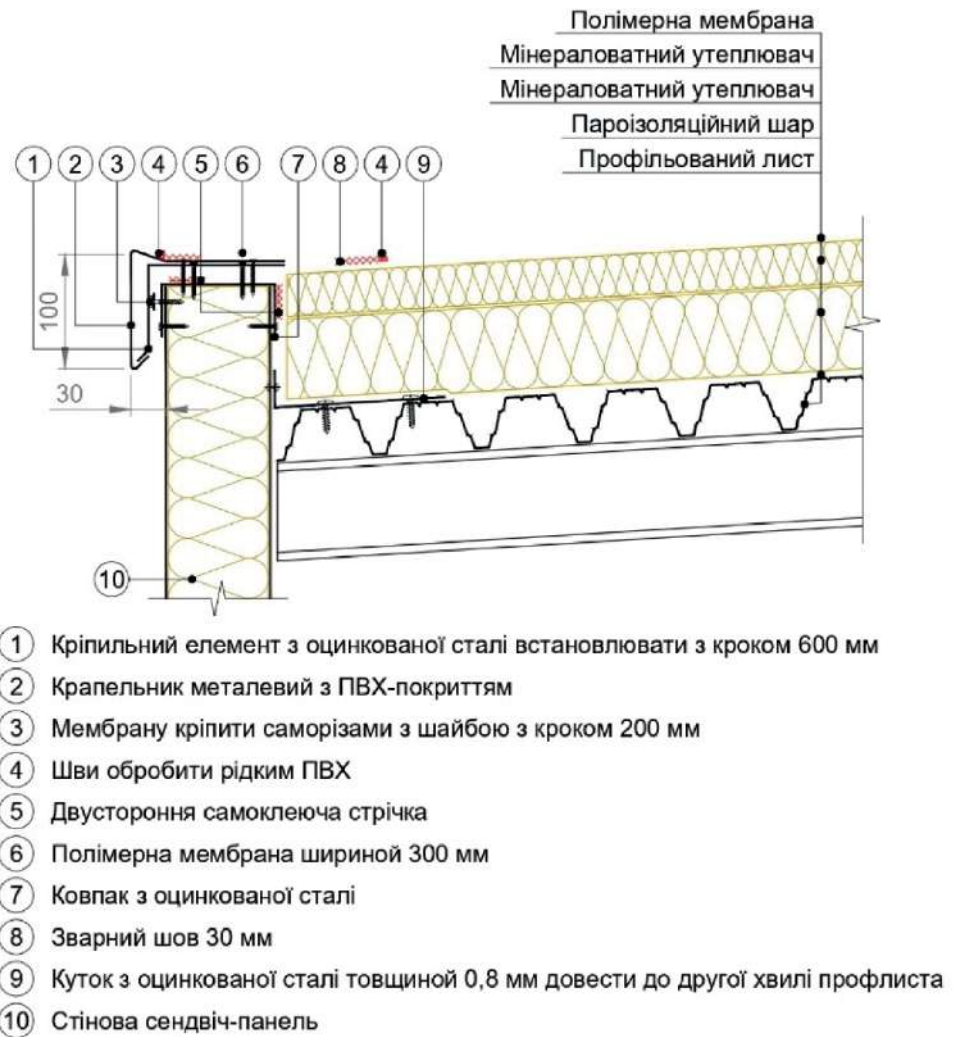 Полімерна мембрана
Мінераловатний утеплювач
Мінераловатний утеплювач
Пароізоляційний шар
Профільований лист
1 2 3 4 5 6 7 8 4 9
100
30
10
1 Кріпильний елемент з оцинкованої сталі встановлювати з кроком 600 мм
2 Крапельник металевий з ПВХ-покриттям
3 Мембрану кріпити саморізами з шайбою з кроком 200 мм
4 Шви обробити рідким ПВХ
5 Двустороння самоклеюча стрічка
6 Полімерна мембрана шириной 300 мм
7 Ковпак з оцинкованої сталі
8 Зварний шов 30 мм
9 Куток з оцинкованої сталі товщиной 0,8 мм довести до другої хвилі профлиста
10 Стінова сендвіч-панель